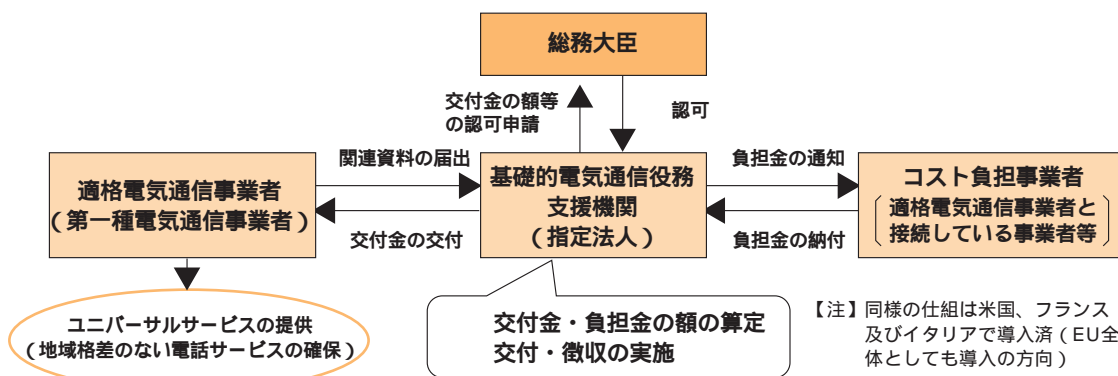 総務大臣
交付金の額等
の認可申請
認可
関連資料の届出
負担金の通知
適格電気通信事業者
（第一種電気通信事業者）
基礎的電気通信役務
支援機関
（指定法人）
コスト負担事業者
適格電気通信事業者と
接続している事業者等
交付金の交付
負担金の納付
ユニバーサルサービスの提供
（地域格差のない電話サービスの確保）
交付金・負担金の額の算定
交付・徴収の実施
【注】同様の仕組は米国、フランス
及びイタリアで導入済（EU全
体としても導入の方向）